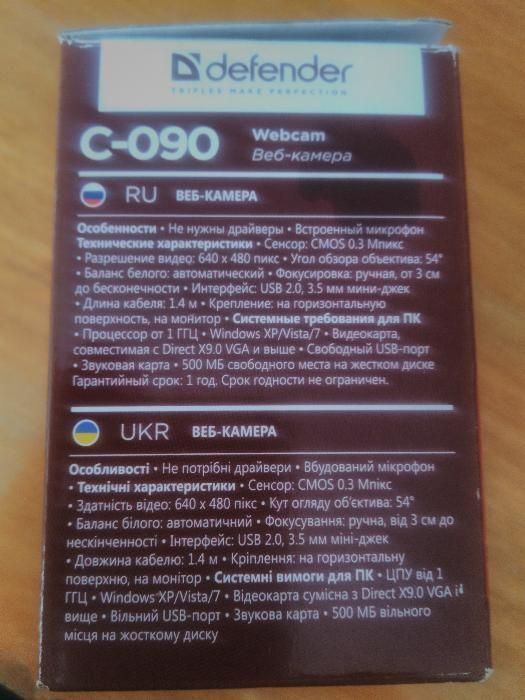 defender
TRIPLEX MAKE PERFECTION
C-090
Webcam
Веб-камера
RU ВЕБ-КАМЕРА
Особенности • Не нужны драйверы • Встроенный микрофон
Технические характеристики • Сенсор: CMOS 0.3 Мпикс
• Разрешение видео: 640 x 480 пикс • Угол обзора объектива: 54°
• Баланс белого: автоматический • Фокусировка: ручная, от 3 см
до бесконечности • Интерфейс: USB 2.0, 3.5 мм мини-джек
• Длина кабеля: 1.4 м • Крепление: на горизонтальную
поверхность, на монитор • Системные требования для ПК
• Процессор от 1 ГГЦ • Windows XP/Vista/7 • Видеокарта,
совместимая с Direct X9.0 VGA и выше • Свободный USB-порт
• Звуковая карта • 500 МБ свободного места на жестком диске
Гарантийный срок: 1 год. Срок годности не ограничен.
UKR ВЕБ-КАМЕРА
Особливості • Не потрібні драйвери • Вбудований мікрофон
• Технічні характеристики • Сенсор: CMOS 0.3 Мпікс
• Здатність відео: 640 x 480 пікс • Кут огляду об'єктива: 54°
• Баланс білого: автоматичний • Фокусування: ручна, від 3 см до
нескінченності • Інтерфейс: USB 2.0, 3.5 мм міні-джек
• Довжина кабелю: 1.4 м • Кріплення: на горизонтальну
поверхню, на монітор • Системні вимоги для ПК • ЦПУ від 1
ГГЦ • Windows XP/Vista/7 • Відеокарта сумісна з Direct X9.0 VGA і
вище • Вільний USB-порт • Звукова карта • 500 МБ вільного
місця на жорсткому диску